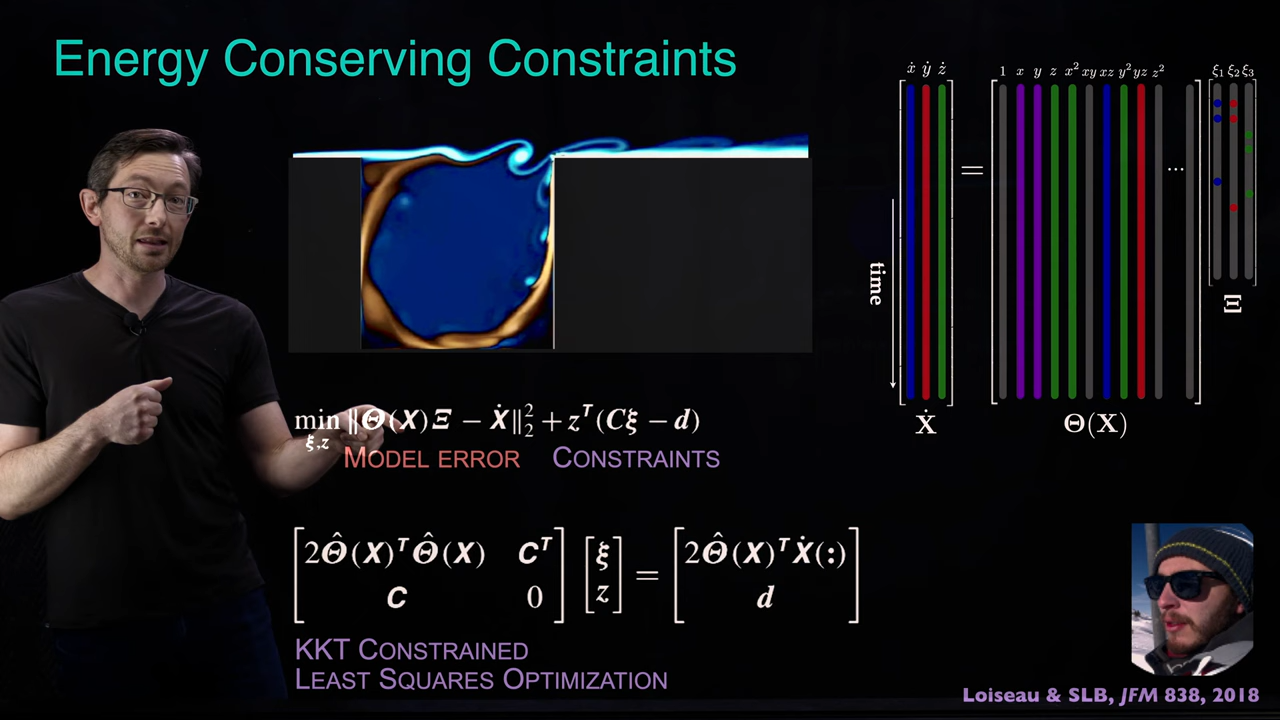 Energy Conserving Constraints
ẋ ẏ ż
1 x y z x² xy xz y² yz z²
ξ₁ ξ₂ ξ₃
=
...
time
Ẋ
Θ(X)
Ξ
min ‖Θ(X)Ξ − Ẋ‖₂² + zᵀ(Cξ − d)
ξ,z
MODEL ERROR CONSTRAINTS
2Θ̂(X)ᵀΘ̂(X) Cᵀ ξ = 2Θ̂(X)ᵀẊ(:)
C 0 z d
KKT CONSTRAINED
LEAST SQUARES OPTIMIZATION
Loiseau & SLB, JFM 838, 2018